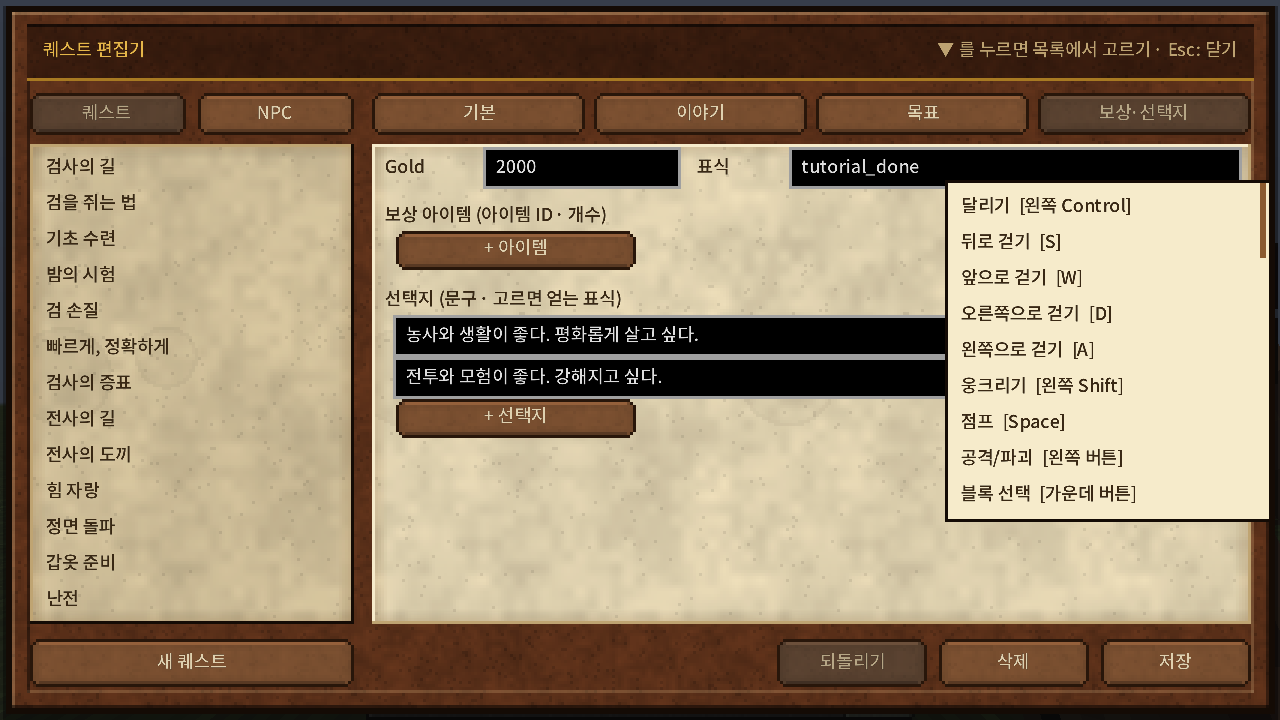 퀘스트 편집기
▼ 를 누르면 목록에서 고르기 · Esc: 닫기
퀘스트
NPC
기본
이야기
목표
보상·선택지
검사의 길
검을 쥐는 법
기초 수련
밤의 시험
검 손질
빠르게, 정확하게
검사의 증표
전사의 길
전사의 도끼
힘 자랑
정면 돌파
갑옷 준비
난전
Gold
2000
표식
tutorial_done
보상 아이템 (아이템 ID · 개수)
+ 아이템
선택지 (문구 · 고르면 얻는 표식)
농사와 생활이 좋다. 평화롭게 살고 싶다.
전투와 모험이 좋다. 강해지고 싶다.
+ 선택지
달리기 [왼쪽 Control]
뒤로 걷기 [S]
앞으로 걷기 [W]
오른쪽으로 걷기 [D]
왼쪽으로 걷기 [A]
웅크리기 [왼쪽 Shift]
점프 [Space]
공격/파괴 [왼쪽 버튼]
블록 선택 [가운데 버튼]
새 퀘스트
되돌리기
삭제
저장